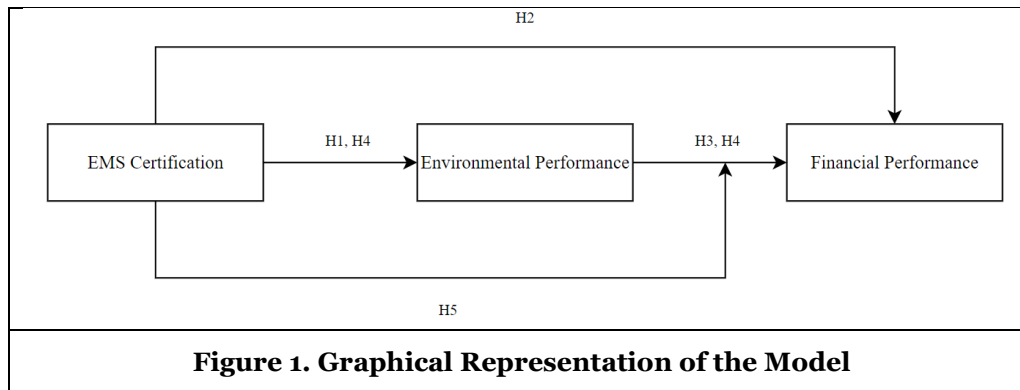 H2
H1, H4
H3, H4
EMS Certification
Environmental Performance
Financial Performance
H5
Figure 1. Graphical Representation of the Model